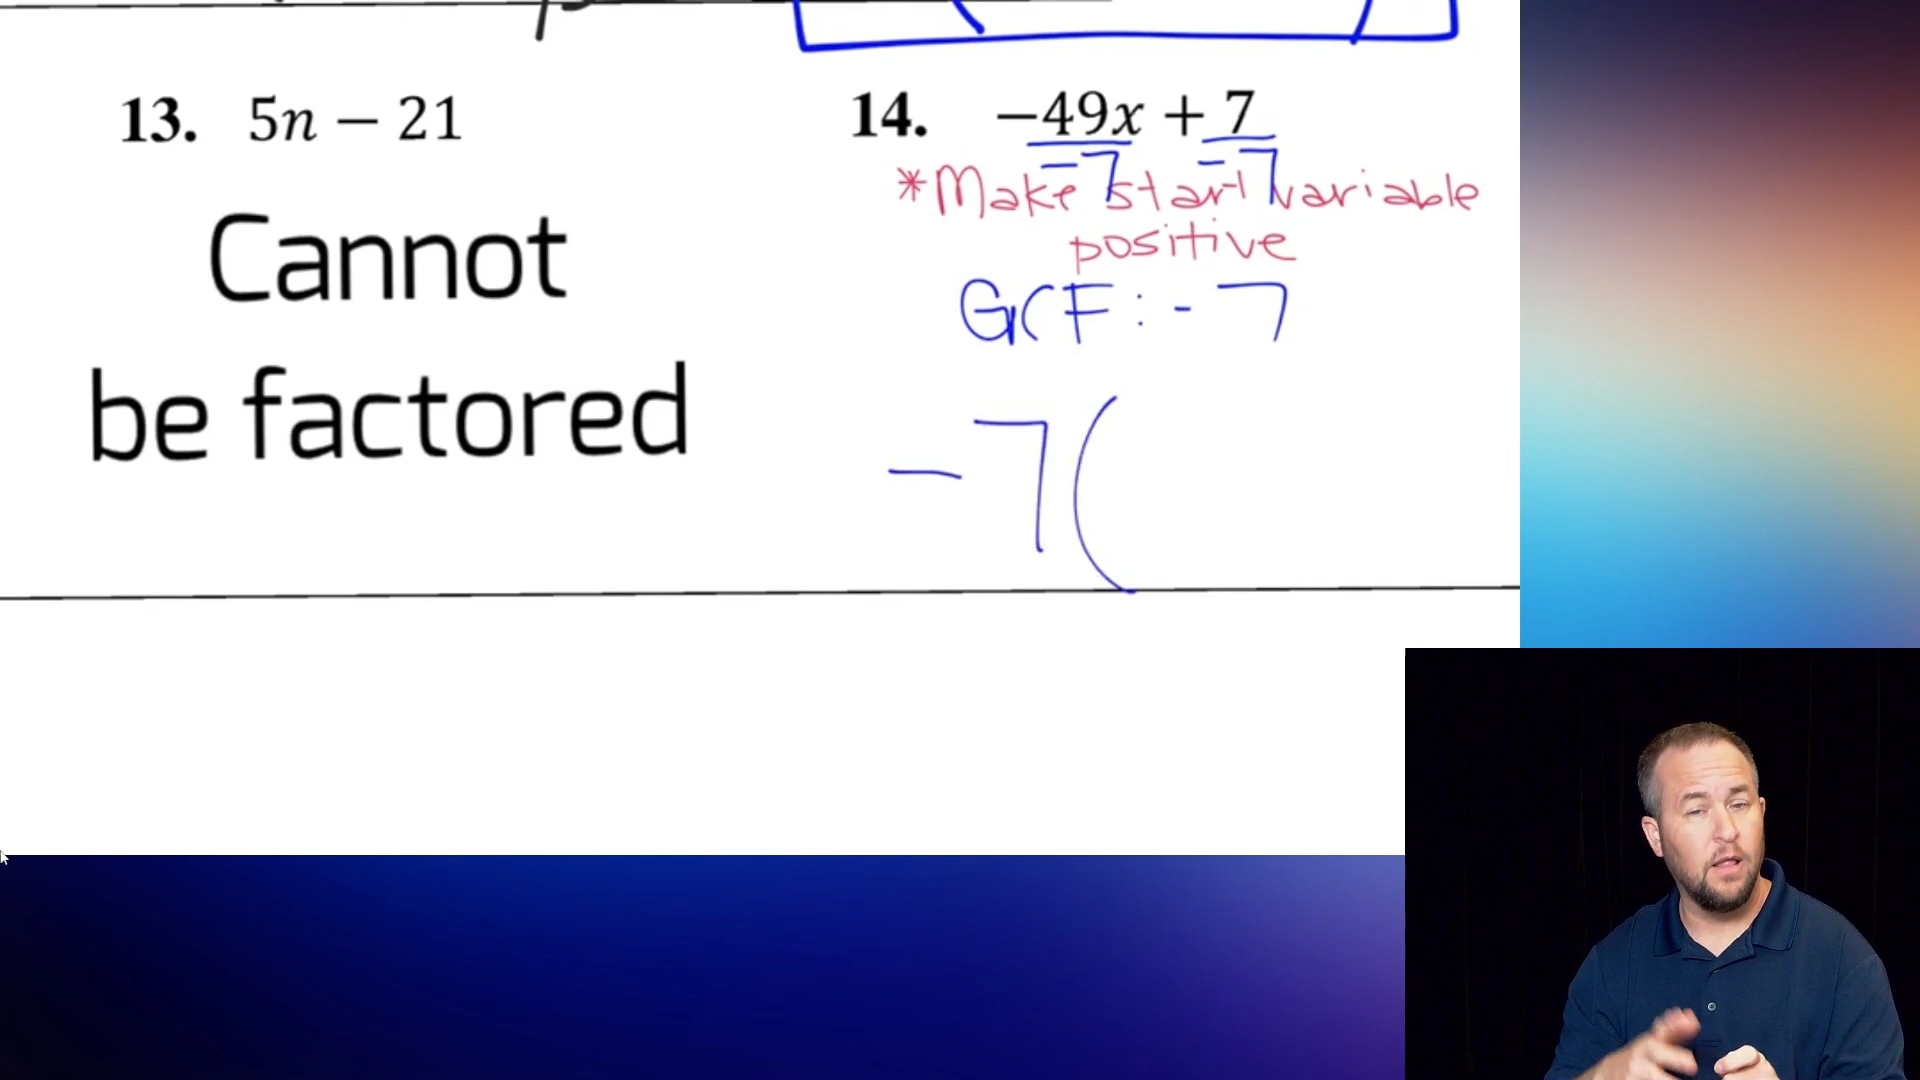 13. 5n − 21
Cannot
be factored
14. −49x + 7
−7 −7
*Make start variable
positive
GCF: -7
−7(